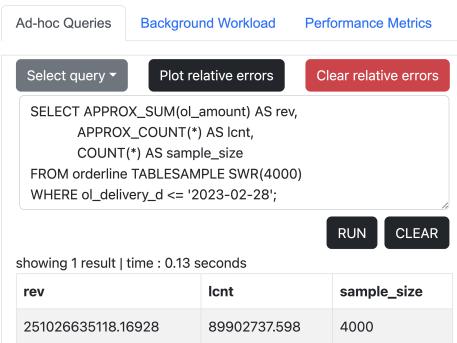 Ad-hoc Queries Background Workload Performance Metrics
Select query Plot relative errors Clear relative errors
SELECT APPROX_SUM(ol_amount) AS rev,
APPROX_COUNT(*) AS lcnt,
COUNT(*) AS sample_size
FROM orderline TABLESAMPLE SWR(4000)
WHERE ol_delivery_d <= '2023-02-28';
RUN CLEAR
showing 1 result | time : 0.13 seconds
rev lcnt sample_size
251026635118.16928 89902737.598 4000